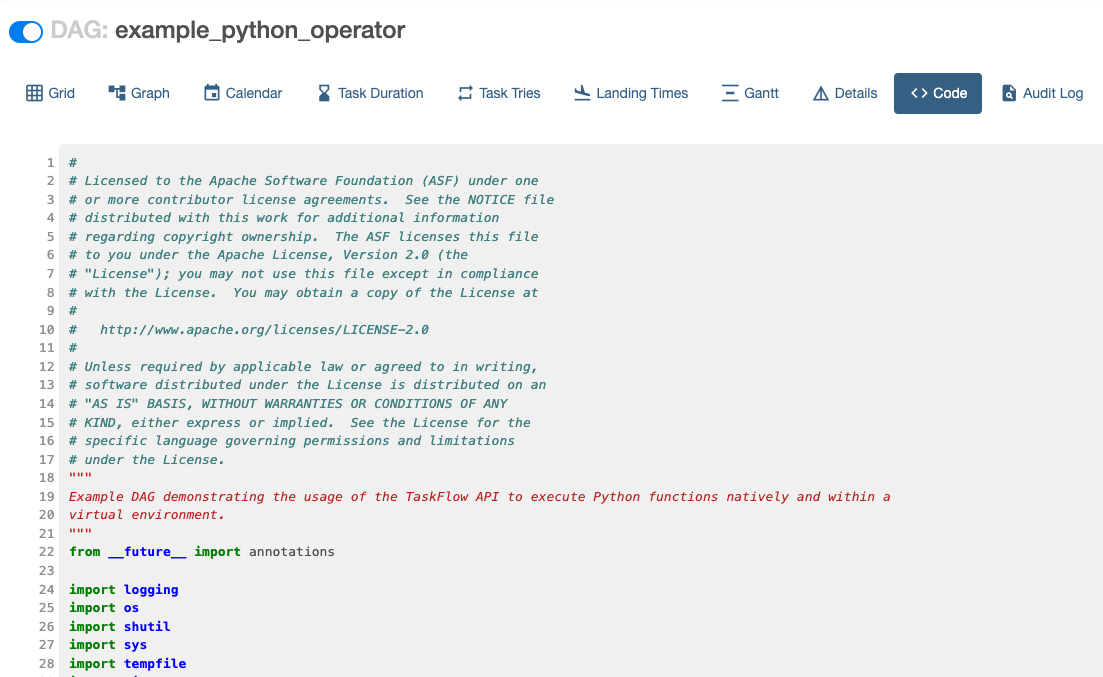 DAG: example_python_operator
Grid Graph Calendar Task Duration Task Tries Landing Times Gantt Details <> Code Audit Log
1 #
2 # Licensed to the Apache Software Foundation (ASF) under one
3 # or more contributor license agreements.  See the NOTICE file
4 # distributed with this work for additional information
5 # regarding copyright ownership.  The ASF licenses this file
6 # to you under the Apache License, Version 2.0 (the
7 # "License"); you may not use this file except in compliance
8 # with the License.  You may obtain a copy of the License at
9 #
10 #   http://www.apache.org/licenses/LICENSE-2.0
11 #
12 # Unless required by applicable law or agreed to in writing,
13 # software distributed under the License is distributed on an
14 # "AS IS" BASIS, WITHOUT WARRANTIES OR CONDITIONS OF ANY
15 # KIND, either express or implied.  See the License for the
16 # specific language governing permissions and limitations
17 # under the License.
18 """
19 Example DAG demonstrating the usage of the TaskFlow API to execute Python functions natively and within a
20 virtual environment.
21 """
22 from __future__ import annotations
23
24 import logging
25 import os
26 import shutil
27 import sys
28 import tempfile